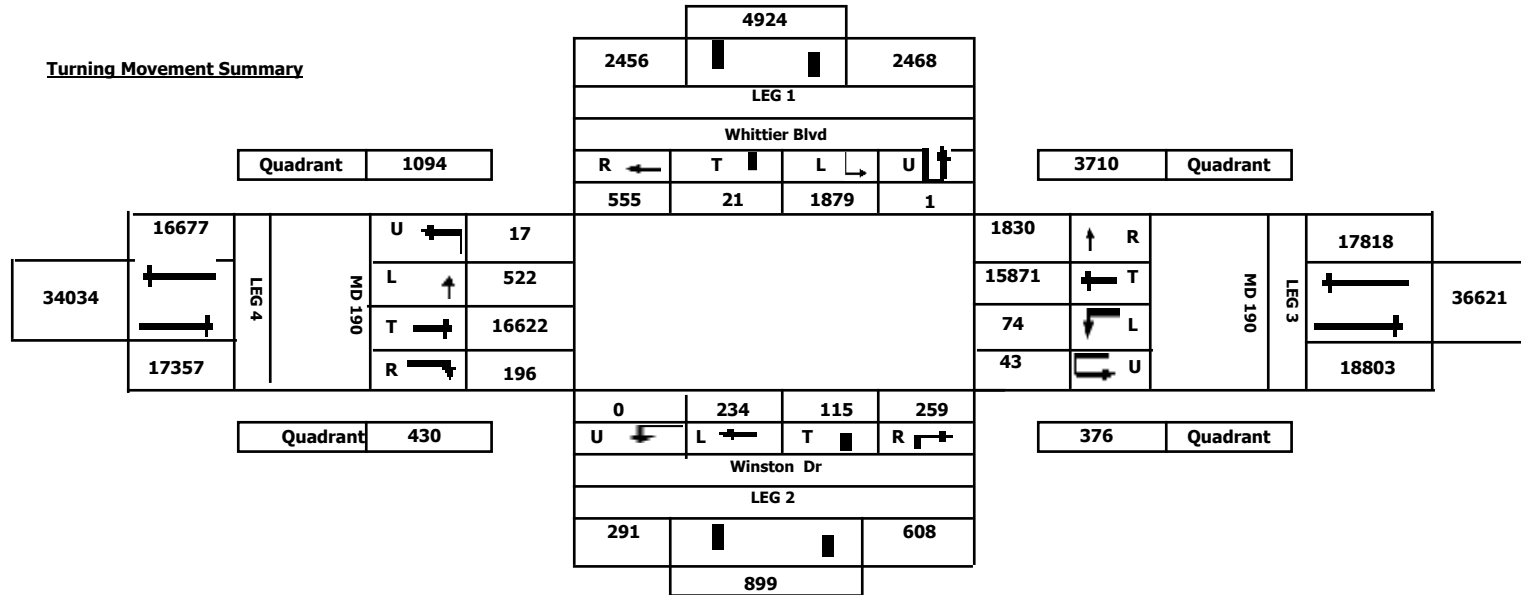 4924
Turning Movement Summary
2456 2468
LEG 1
Whittier Blvd
Quadrant 1094
R T L U
3710 Quadrant
555 21 1879 1
16677 U 17
1830 R 17818
34034 LEG 4 MD 190 L 522
15871 T MD 190 LEG 3 36621
T 16622
74 L
17357 R 196
43 U 18803
0 234 115 259
Quadrant 430
U L T R
376 Quadrant
Winston Dr
LEG 2
291 608
899